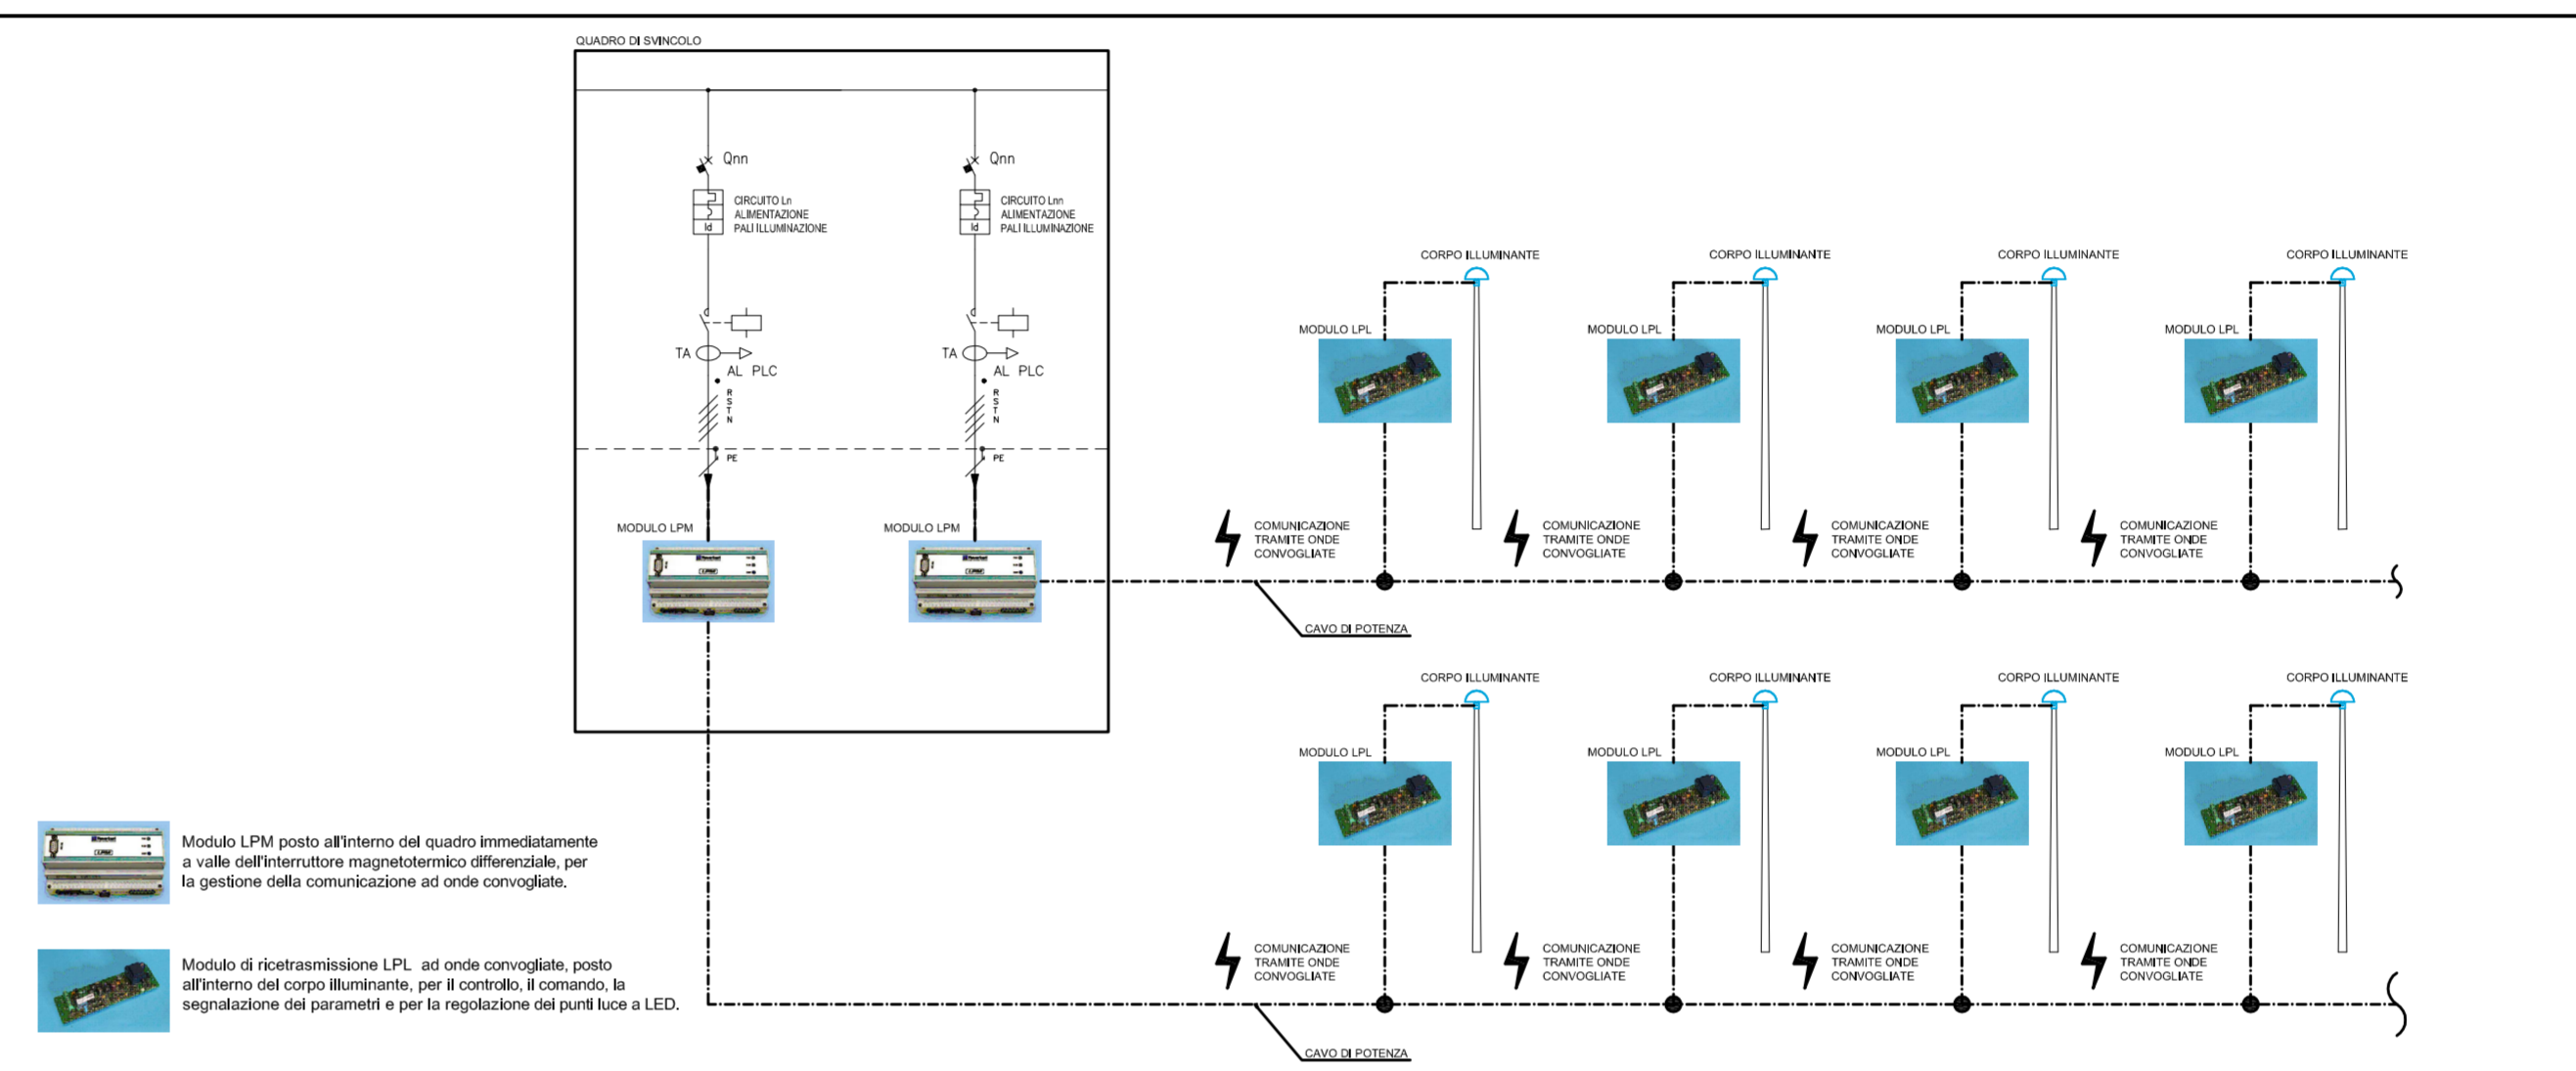 QUADRO DI SVINCOLO
Qnn
Qnn
CIRCUITO Ln
ALIMENTAZIONE
PALI ILLUMINAZIONE
Id
CIRCUITO Lnn
ALIMENTAZIONE
PALI ILLUMINAZIONE
Id
TA
AL PLC
TA
AL PLC
R
S
T
N
R
S
T
N
PE
PE
MODULO LPM
MODULO LPM
CORPO ILLUMINANTE
CORPO ILLUMINANTE
CORPO ILLUMINANTE
CORPO ILLUMINANTE
MODULO LPL
MODULO LPL
MODULO LPL
MODULO LPL
COMUNICAZIONE
TRAMITE ONDE
CONVOGLIATE
COMUNICAZIONE
TRAMITE ONDE
CONVOGLIATE
COMUNICAZIONE
TRAMITE ONDE
CONVOGLIATE
COMUNICAZIONE
TRAMITE ONDE
CONVOGLIATE
CAVO DI POTENZA
CORPO ILLUMINANTE
CORPO ILLUMINANTE
CORPO ILLUMINANTE
CORPO ILLUMINANTE
MODULO LPL
MODULO LPL
MODULO LPL
MODULO LPL
COMUNICAZIONE
TRAMITE ONDE
CONVOGLIATE
COMUNICAZIONE
TRAMITE ONDE
CONVOGLIATE
COMUNICAZIONE
TRAMITE ONDE
CONVOGLIATE
COMUNICAZIONE
TRAMITE ONDE
CONVOGLIATE
CAVO DI POTENZA
Modulo LPM posto all'interno del quadro immediatamente
a valle dell'interruttore magnetotermico differenziale, per
la gestione della comunicazione ad onde convogliate.
Modulo di ricetrasmissione LPL ad onde convogliate, posto
all'interno del corpo illuminante, per il controllo, il comando, la
segnalazione dei parametri e per la regolazione dei punti luce a LED.